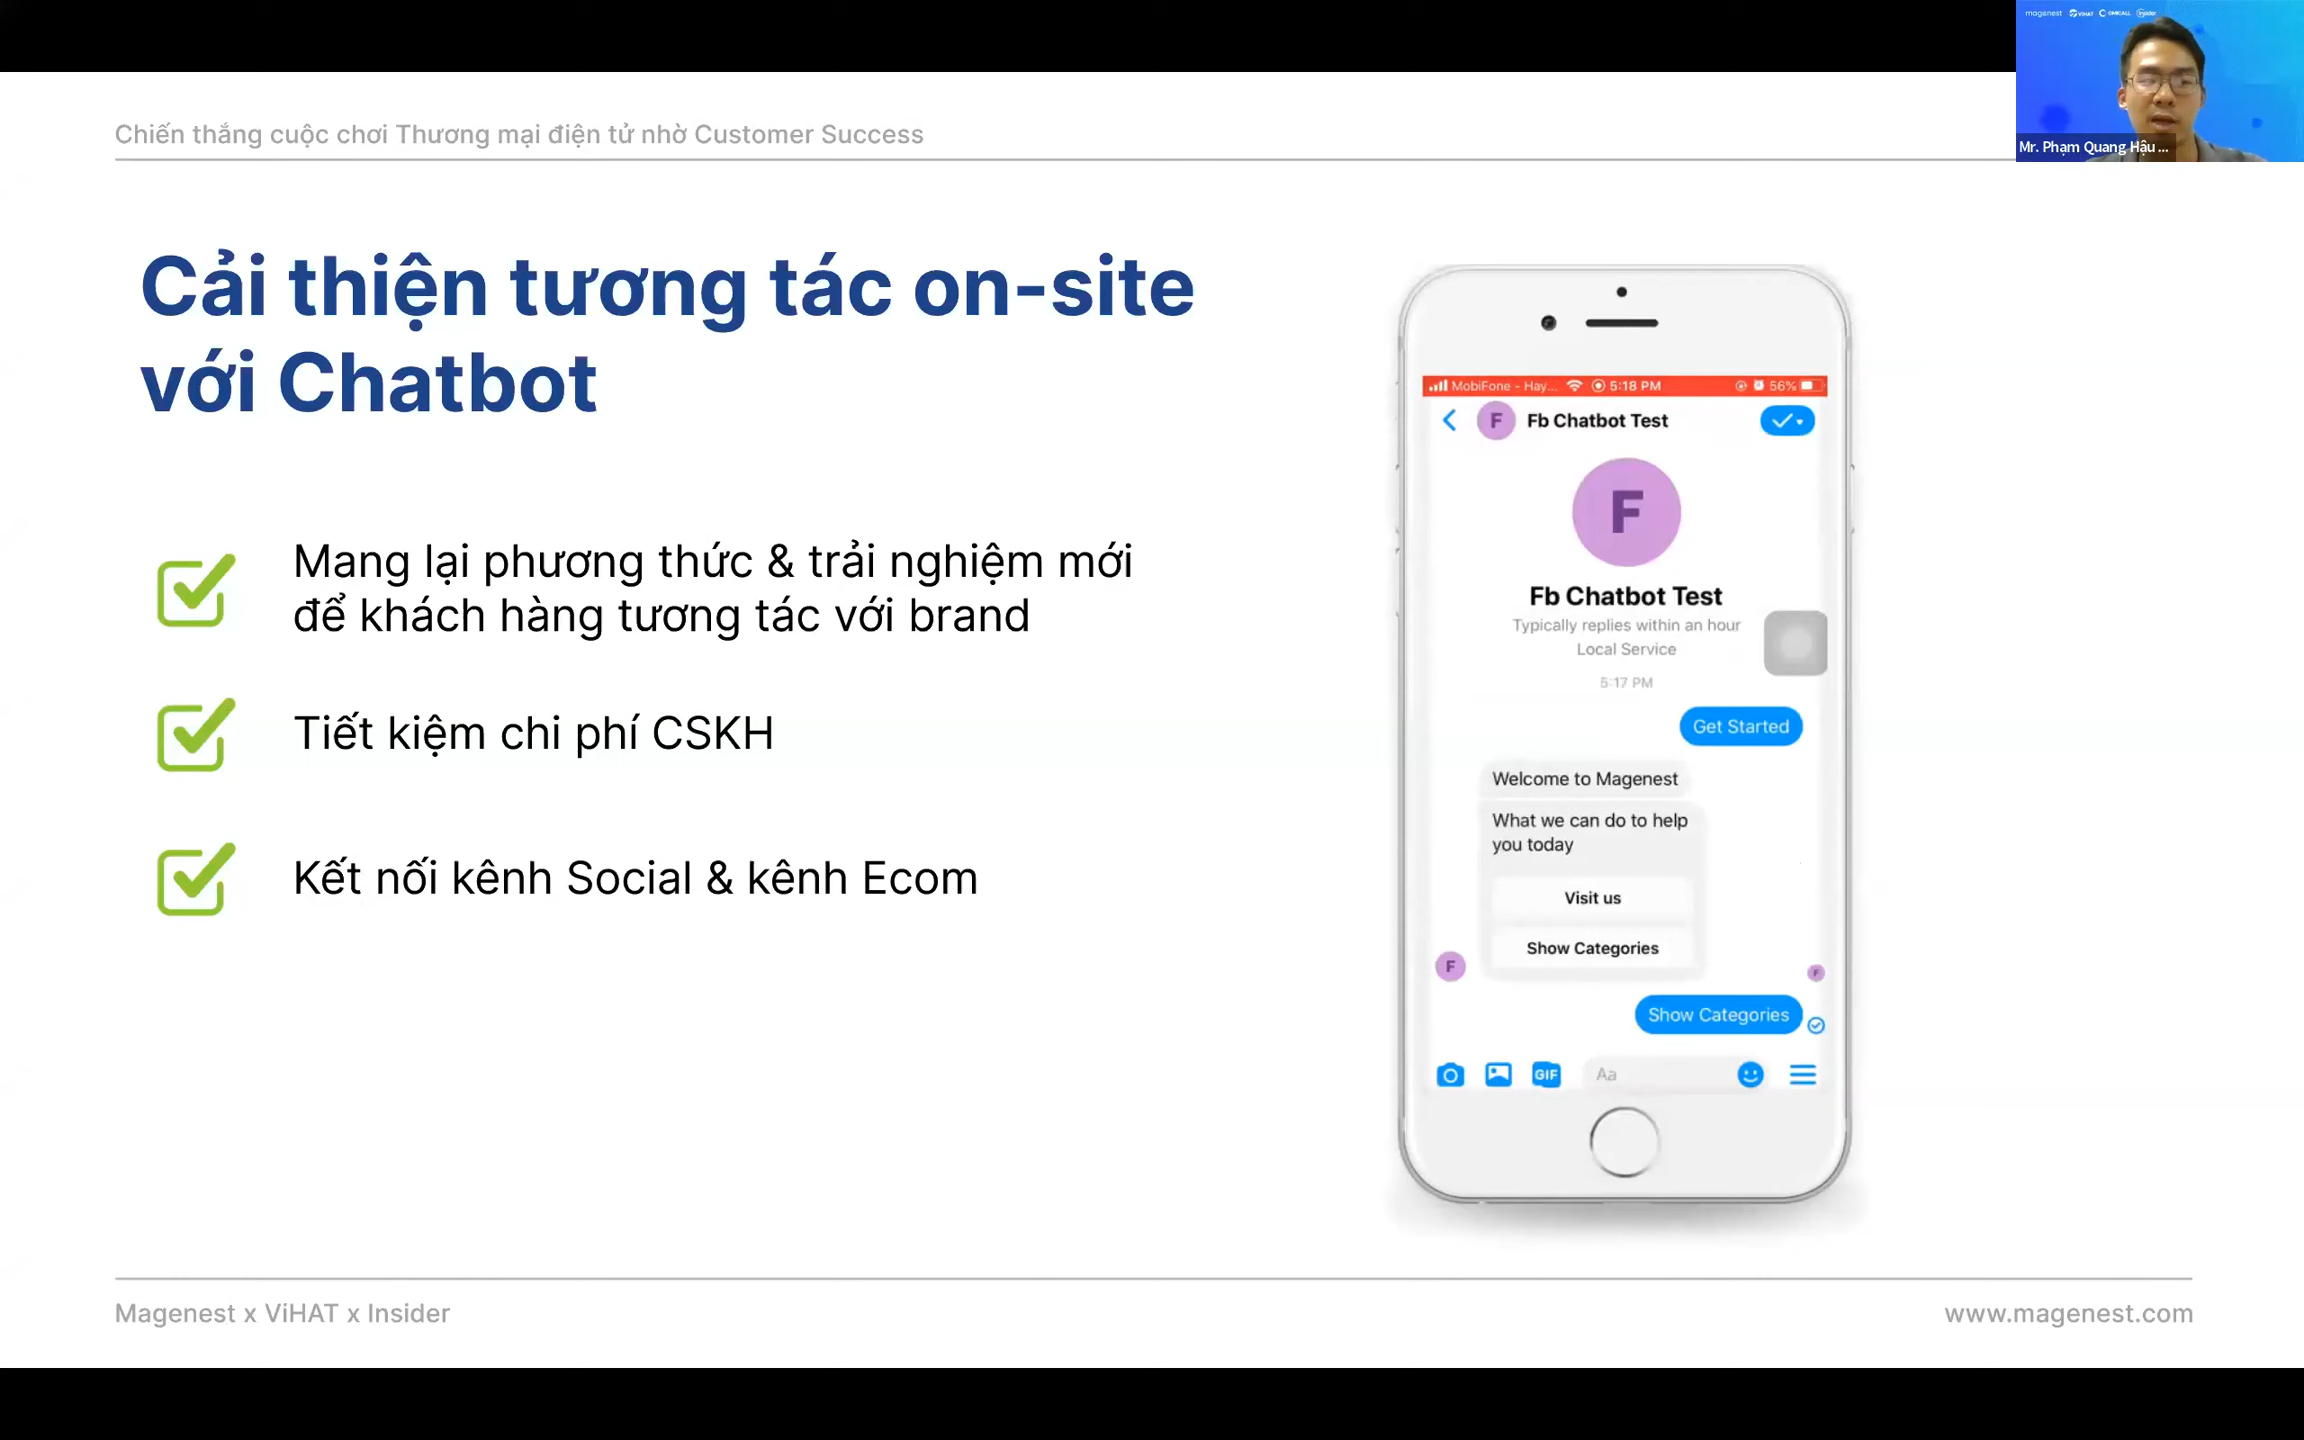 magenest ViHAT OMICALL insider
Mr. Phạm Quang Hậu ...
Chiến thắng cuộc chơi Thương mại điện tử nhờ Customer Success
Cải thiện tương tác on-site
với Chatbot
Mang lại phương thức & trải nghiệm mới
để khách hàng tương tác với brand
Tiết kiệm chi phí CSKH
Kết nối kênh Social & kênh Ecom
MobiFone - Hay... 5:18 PM 56%
F Fb Chatbot Test
F
Fb Chatbot Test
Typically replies within an hour
Local Service
5:17 PM
Get Started
Welcome to Magenest
What we can do to help
you today
Visit us
Show Categories
F
F
Show Categories
GIF Aa
Magenest x ViHAT x Insider
www.magenest.com